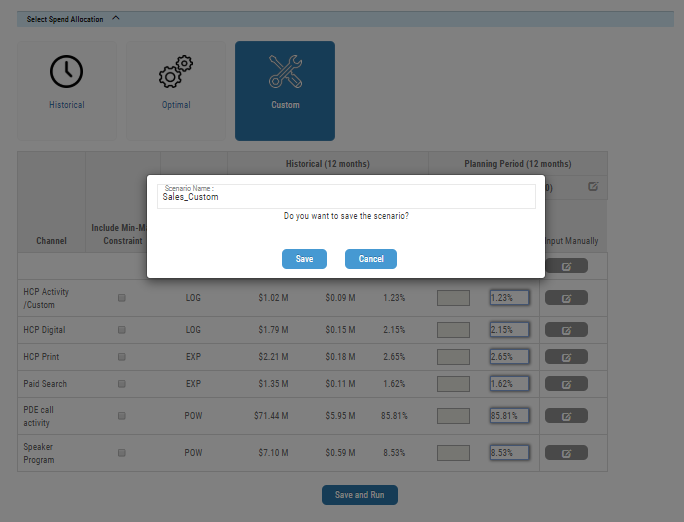 Select Spend Allocation
Historical Optimal Custom
Historical (12 months) Planning Period (12 months)
Scenario Name :
Sales_Custom
Do you want to save the scenario?
Save Cancel
0)
Include Min-M
Channel Constraint Input Manually
HCP Activity
/Custom LOG $1.02 M $0.09 M 1.23% 1.23%
HCP Digital LOG $1.79 M $0.15 M 2.15% 2.15%
HCP Print EXP $2.21 M $0.18 M 2.65% 2.65%
Paid Search EXP $1.35 M $0.11 M 1.62% 1.62%
PDE call
activity POW $71.44 M $5.95 M 85.81% 85.81%
Speaker
Program POW $7.10 M $0.59 M 8.53% 8.53%
Save and Run